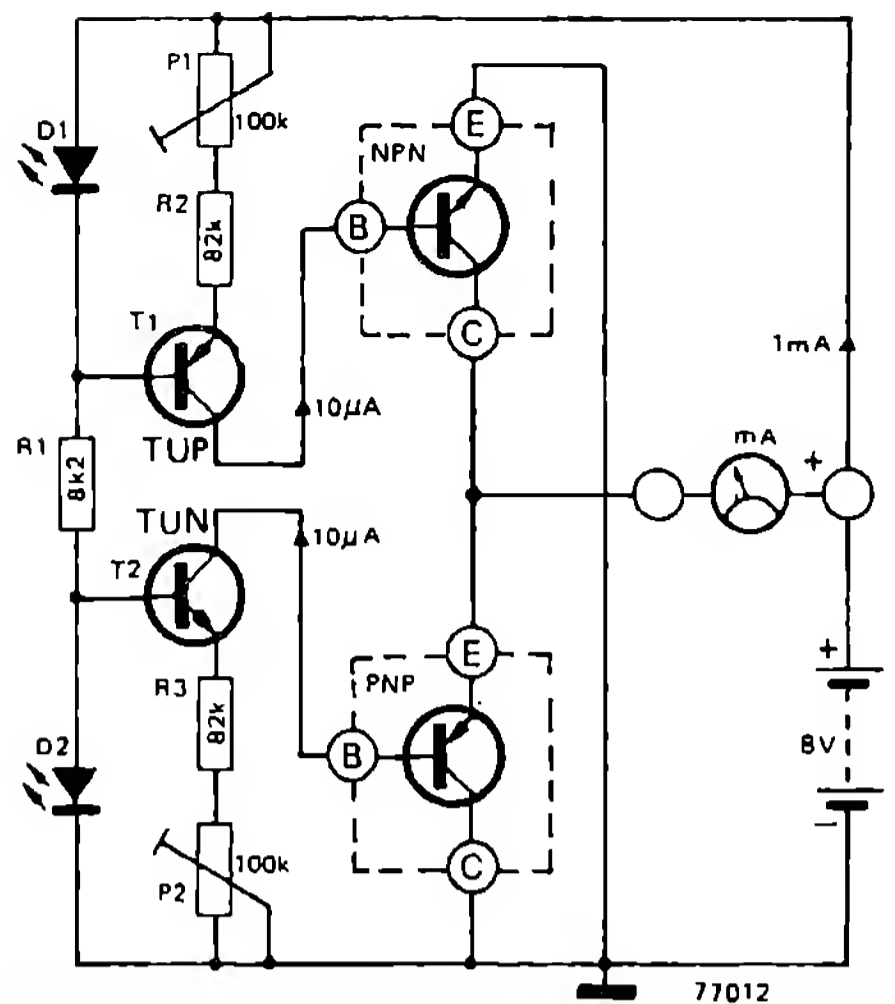 P1
100k
D1
NPN
E
B
C
R2
82k
T1
TUP
10µA
1mA
R1
8k2
mA
+
TUN
T2
10µA
R3
82k
PNP
E
B
C
D2
P2
100k
+
8V
–
77012